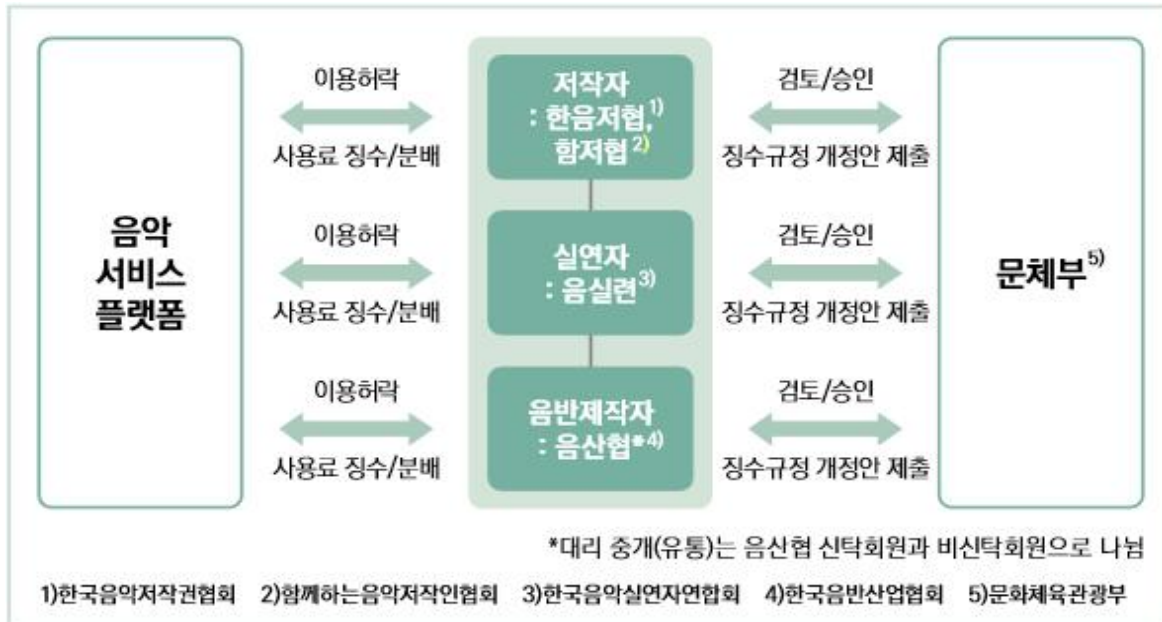 음악
서비스
플랫폼
이용허락
사용료 징수/분배
저작자
: 한음저협,1)
함저협2)
검토/승인
징수규정 개정안 제출
이용허락
사용료 징수/분배
실연자
: 음실련3)
검토/승인
징수규정 개정안 제출
이용허락
사용료 징수/분배
음반제작자
: 음산협*4)
검토/승인
징수규정 개정안 제출
문체부5)
*대리 중개(유통)는 음산협 신탁회원과 비신탁회원으로 나뉨
1)한국음악저작권협회 2)함께하는음악저작인협회 3)한국음악실연자연합회 4)한국음반산업협회 5)문화체육관광부